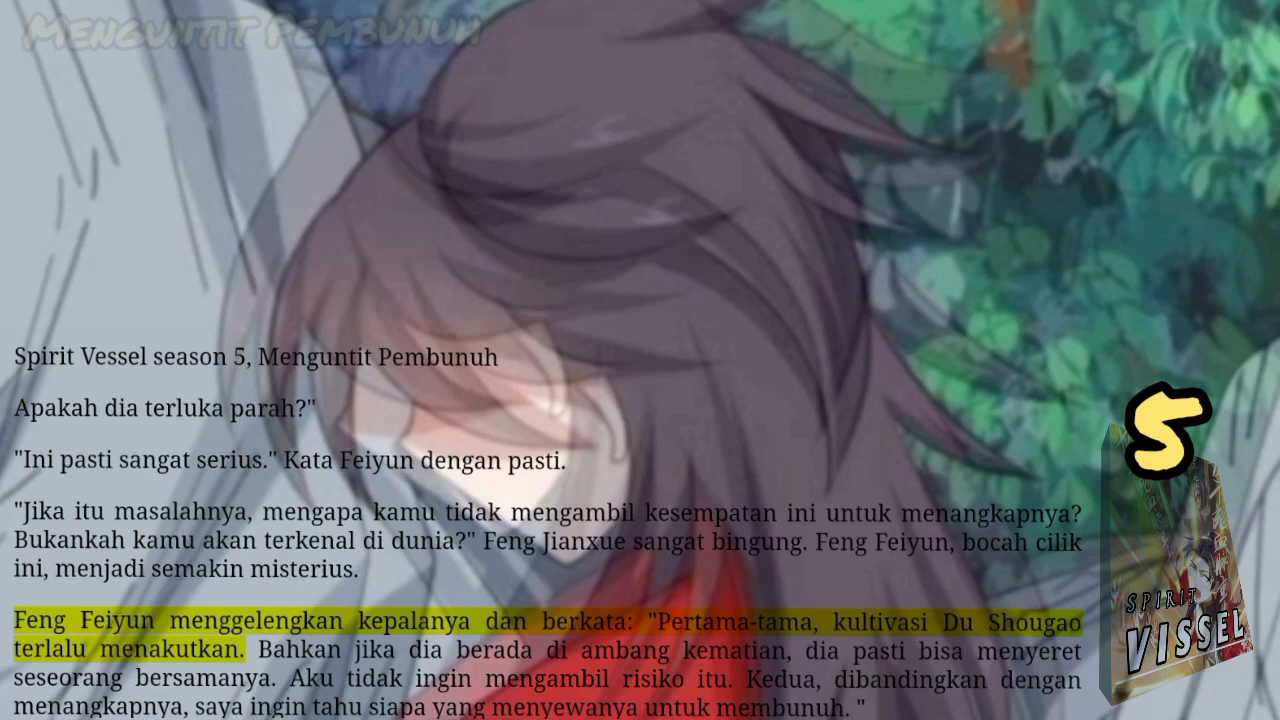 Menguntit Pembunuh
Spirit Vessel season 5, Menguntit Pembunuh
Apakah dia terluka parah?"
"Ini pasti sangat serius." Kata Feiyun dengan pasti.
"Jika itu masalahnya, mengapa kamu tidak mengambil kesempatan ini untuk menangkapnya?
Bukankah kamu akan terkenal di dunia?" Feng Jianxue sangat bingung. Feng Feiyun, bocah cilik
ini, menjadi semakin misterius.
Feng Feiyun menggelengkan kepalanya dan berkata: "Pertama-tama, kultivasi Du Shougao
terlalu menakutkan. Bahkan jika dia berada di ambang kematian, dia pasti bisa menyeret
seseorang bersamanya. Aku tidak ingin mengambil risiko itu. Kedua, dibandingkan dengan
menangkapnya, saya ingin tahu siapa yang menyewanya untuk membunuh. "
5
SPIRIT
VISSEL